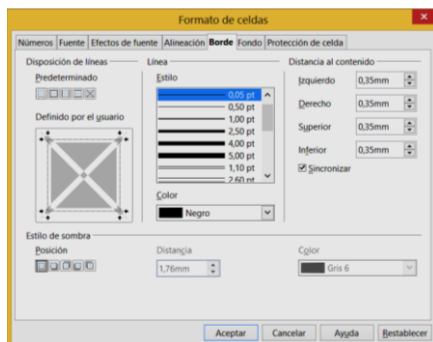 Formato de celdas
Números Fuente Efectos de fuente Alineación Borde Fondo Protección de celda
Disposición de líneas Línea Distancia al contenido
Predeterminado Estilo Izquierdo 0,35mm
0,05 pt
0,50 pt
Derecho 0,35mm
Definido por el usuario 1,00 pt
2,50 pt Superior 0,35mm
4,00 pt
5,00 pt Inferior 0,35mm
1,10 pt
2,60 pt Sincronizar
Color
Negro
Estilo de sombra
Posición Distancia Color
1,76mm Gris 6
Aceptar Cancelar Ayuda Restablecer